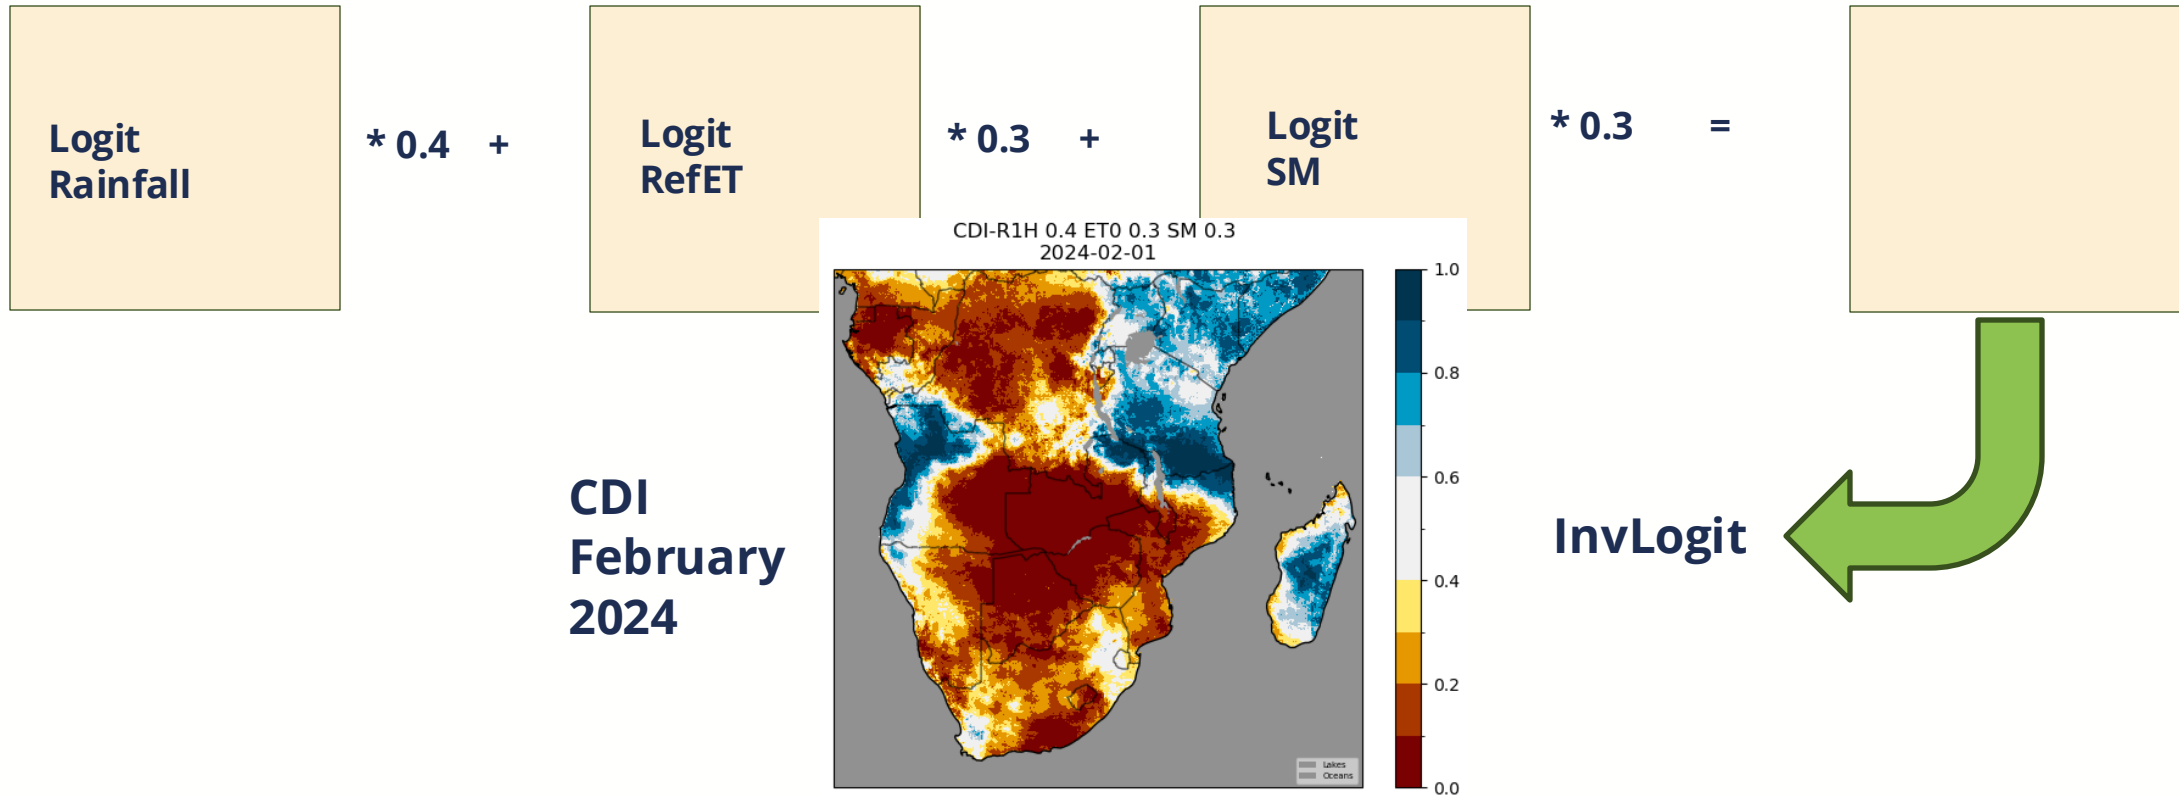 Logit
Rainfall
* 0.4 +
Logit
RefET
* 0.3 +
Logit
SM
* 0.3 =
CDI-R1H 0.4 ET0 0.3 SM 0.3
2024-02-01
1.0
0.8
0.6
0.4
0.2
0.0
Lakes
Oceans
CDI
February
2024
InvLogit